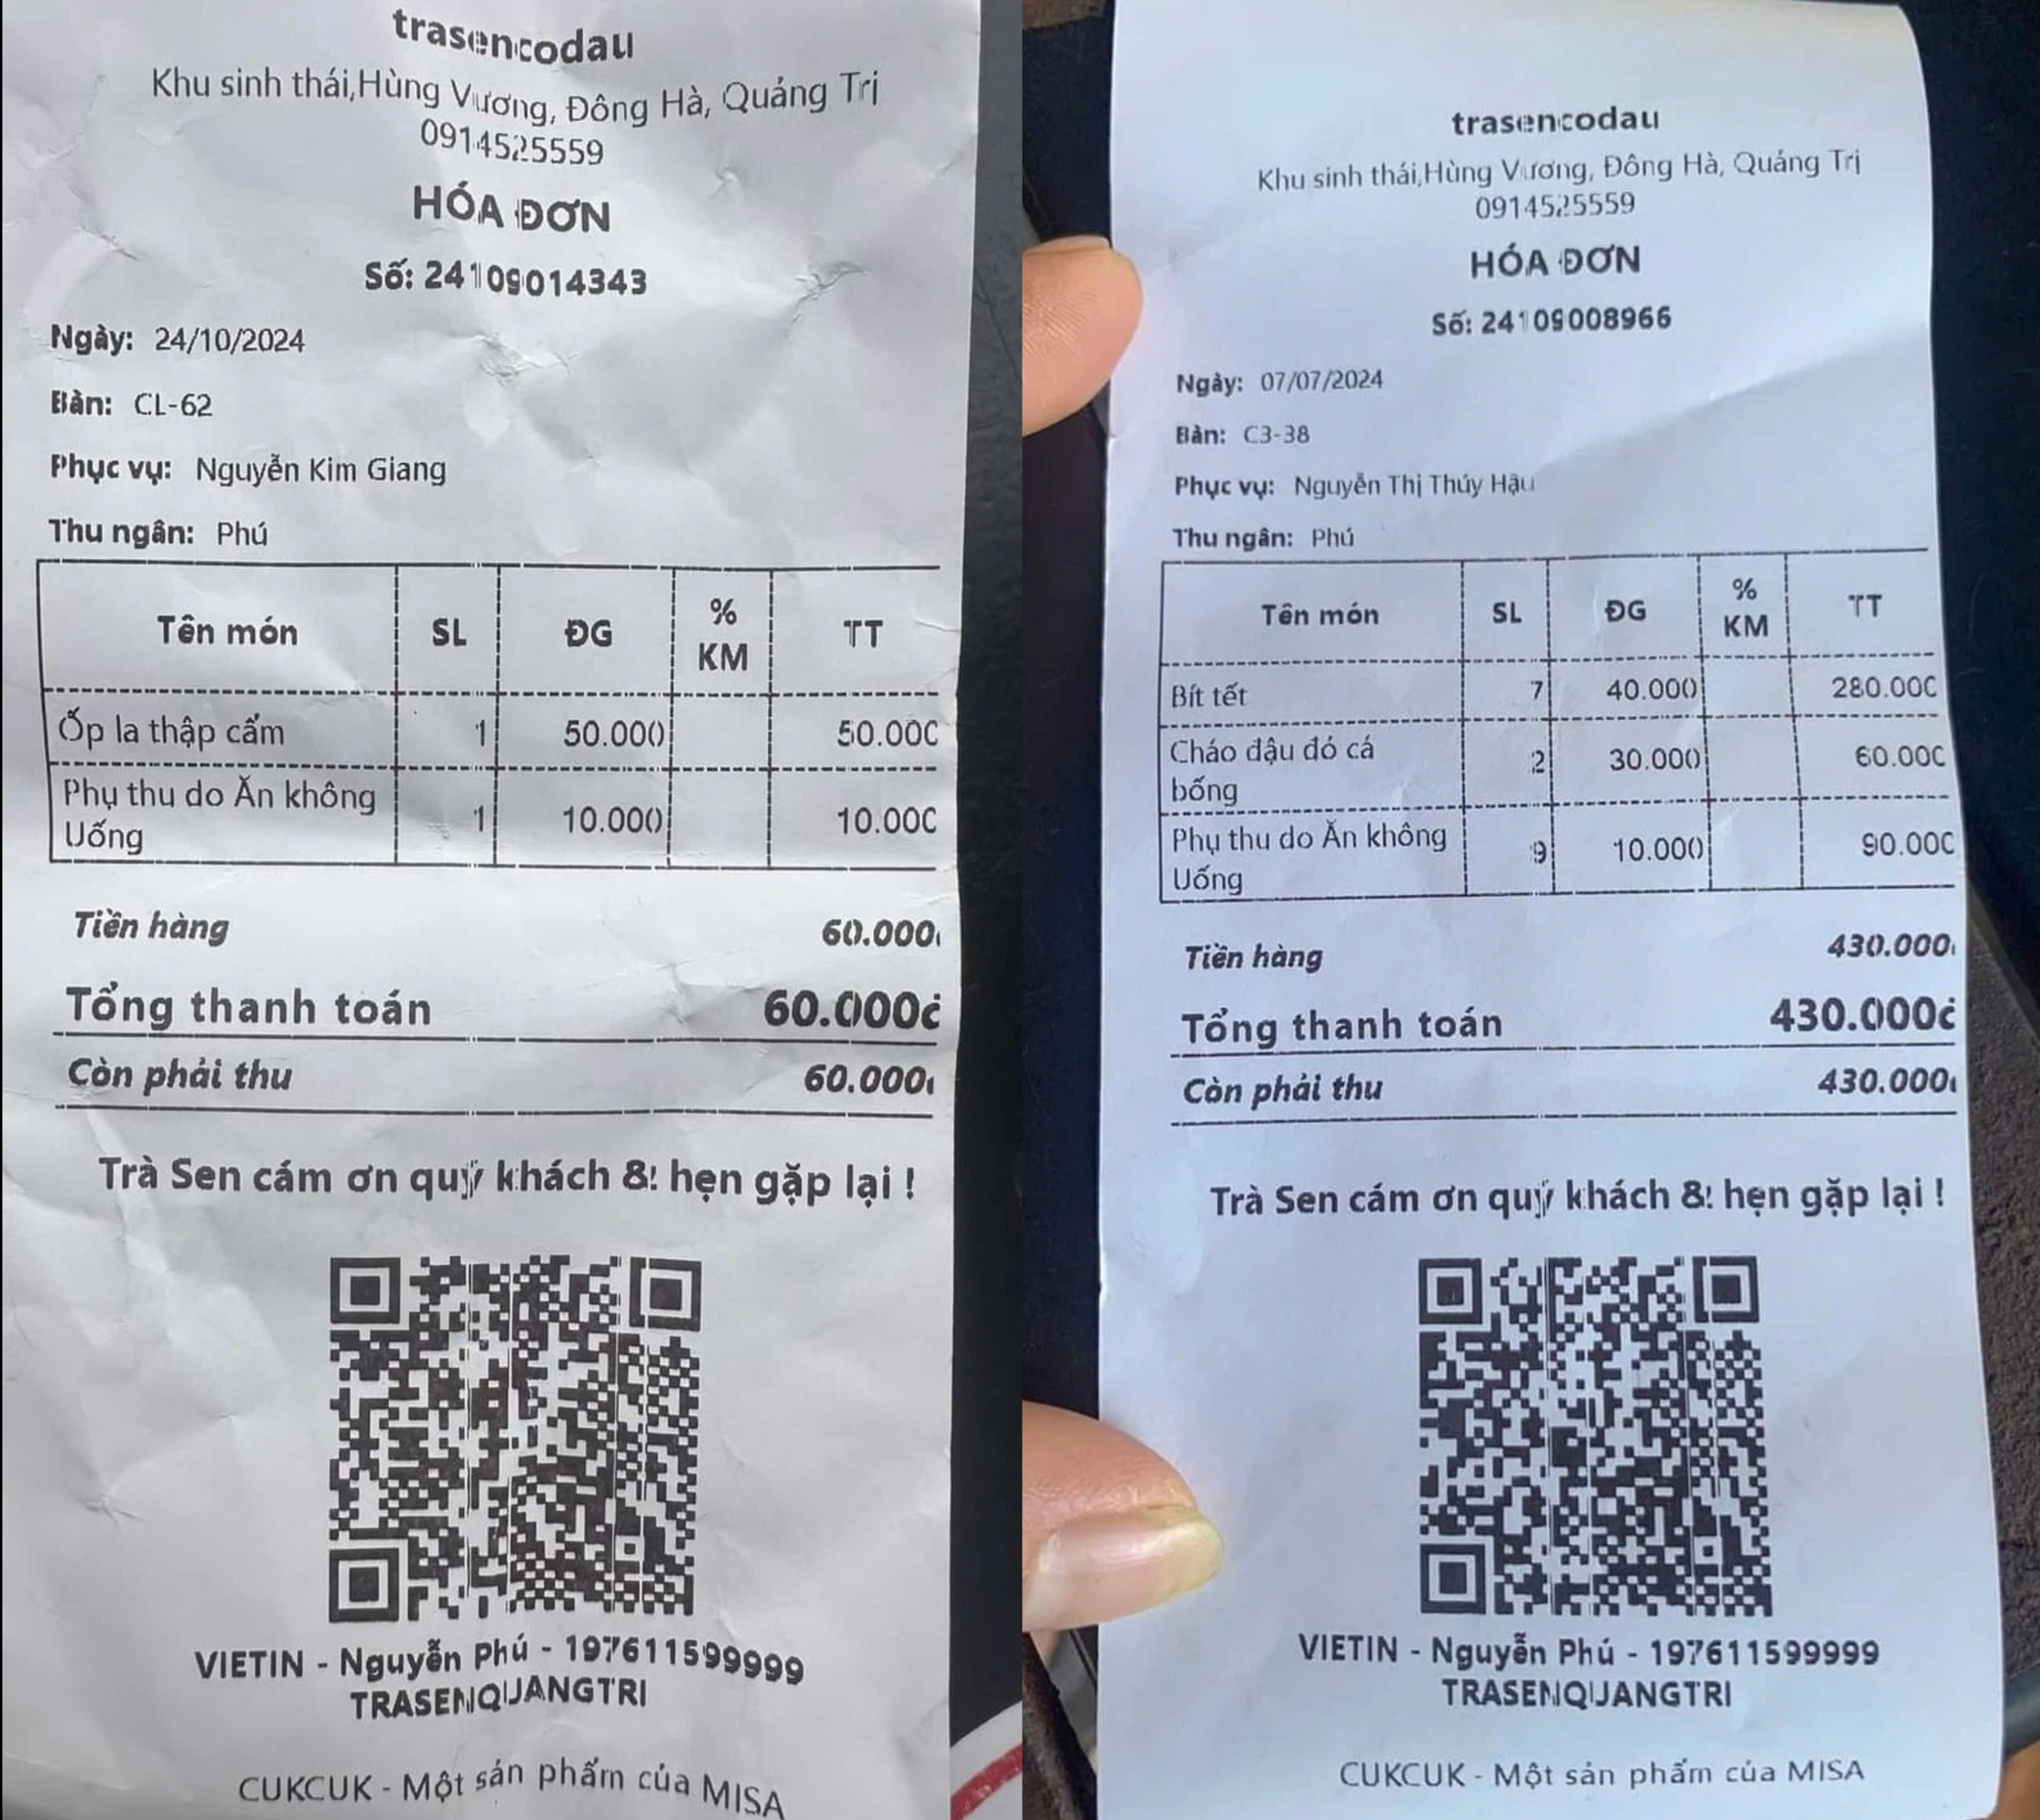 trasencodau
Khu sinh thái,Hùng Vương, Đông Hà, Quảng Trị
0914525559
HÓA ĐƠN
Số: 24109014343
Ngày: 24/10/2024
Bàn: CL-62
Phục vụ: Nguyễn Kim Giang
Thu ngân: Phú
Tên món SL ĐG % KM TT
Ốp la thập cẩm 1 50.000 50.000
Phụ thu do Ăn không 1 10.000 10.000
Uống
Tiền hàng 60.000
Tổng thanh toán 60.000đ
Còn phải thu 60.000
Trà Sen cám ơn quý khách & hẹn gặp lại !
VIETIN - Nguyễn Phú - 197611599999
TRASENQUANGTRI
CUKCUK - Một sản phẩm của MISA
trasencodau
Khu sinh thái,Hùng Vương, Đông Hà, Quảng Trị
0914525559
HÓA ĐƠN
Số: 24109008966
Ngày: 07/07/2024
Bàn: C3-38
Phục vụ: Nguyễn Thị Thúy Hậu
Thu ngân: Phú
Tên món SL ĐG % KM TT
Bít tết 7 40.000 280.000
Cháo đậu đỏ cá 2 30.000 60.000
bống
Phụ thu do Ăn không 9 10.000 90.000
Uống
Tiền hàng 430.000
Tổng thanh toán 430.000đ
Còn phải thu 430.000
Trà Sen cám ơn quý khách & hẹn gặp lại !
VIETIN - Nguyễn Phú - 197611599999
TRASENQUANGTRI
CUKCUK - Một sản phẩm của MISA